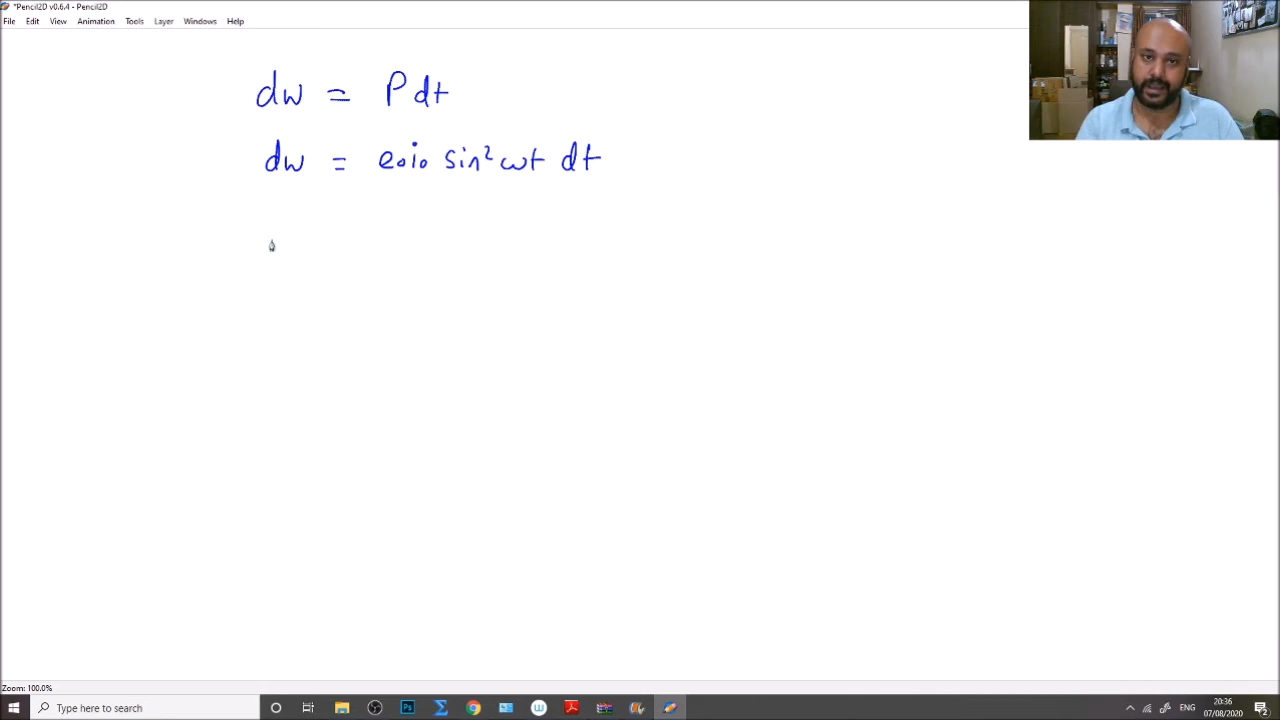 *Pencil2D v0.6.4 - Pencil2D
File Edit View Animation Tools Layer Windows Help
dw = Pdt
dw = e₀i₀ sin²ωt dt
Zoom: 100.0%
Type here to search
ENG
20:36
07/08/2020